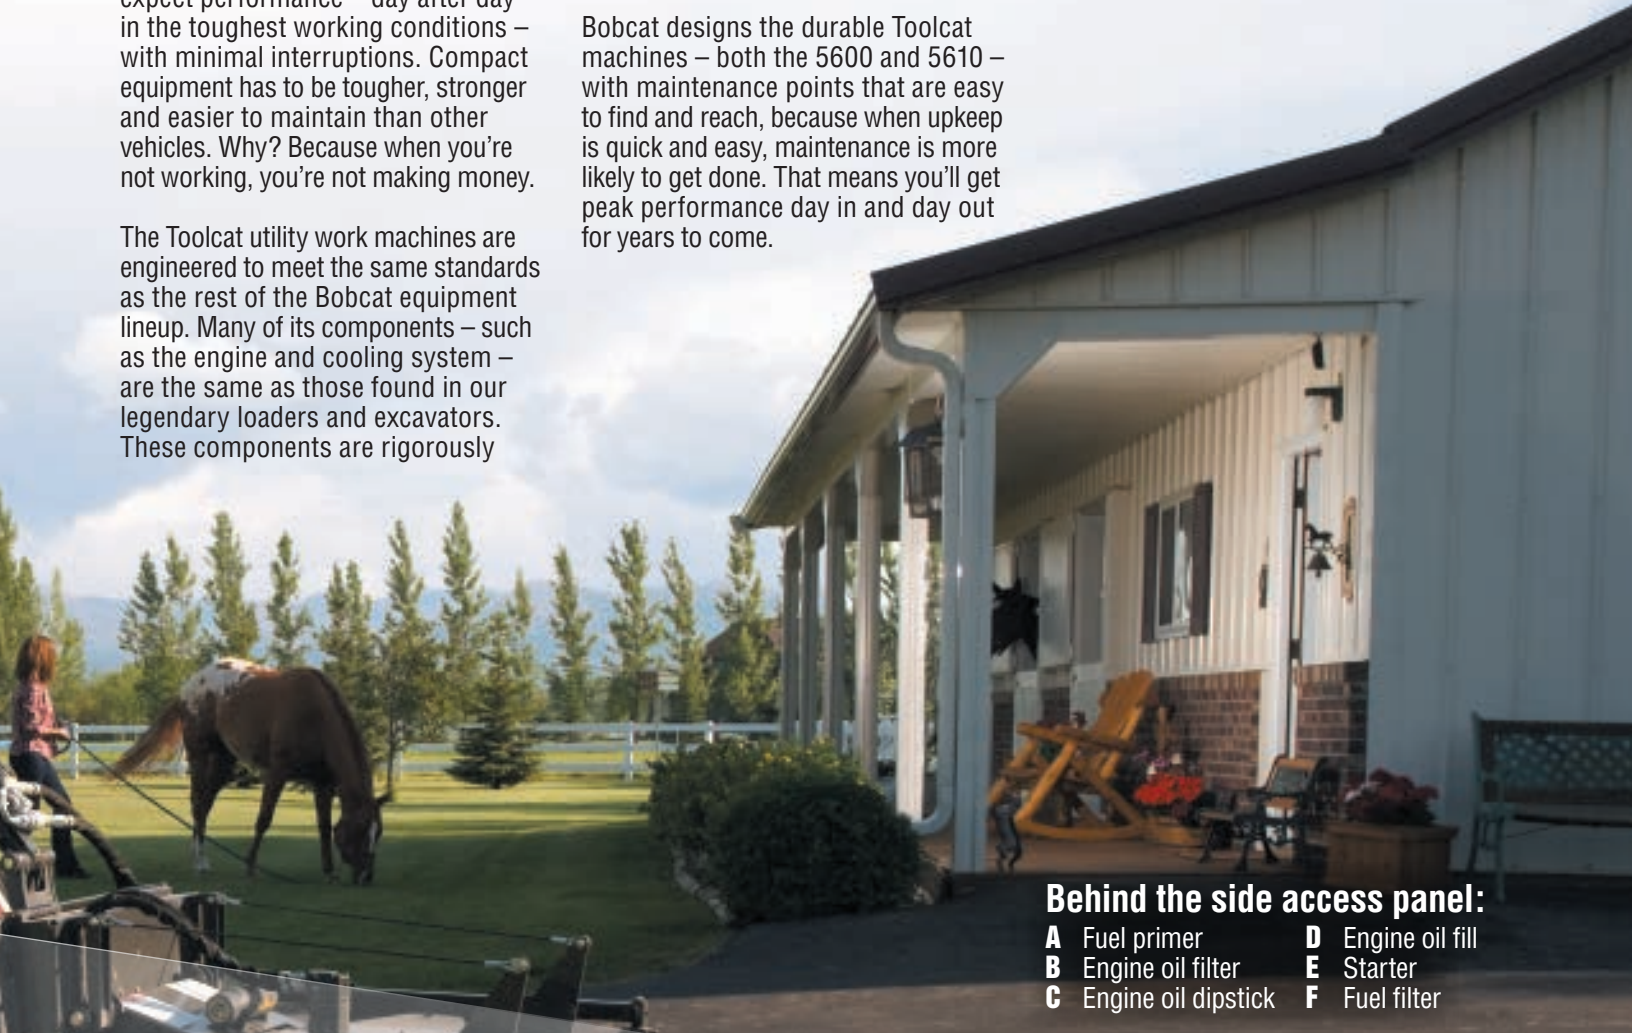 expect performance – day after day
in the toughest working conditions –
with minimal interruptions. Compact
equipment has to be tougher, stronger
and easier to maintain than other
vehicles. Why? Because when you’re
not working, you’re not making money.
The Toolcat utility work machines are
engineered to meet the same standards
as the rest of the Bobcat equipment
lineup. Many of its components – such
as the engine and cooling system –
are the same as those found in our
legendary loaders and excavators.
These components are rigorously
Bobcat designs the durable Toolcat
machines – both the 5600 and 5610 –
with maintenance points that are easy
to find and reach, because when upkeep
is quick and easy, maintenance is more
likely to get done. That means you’ll get
peak performance day in and day out
for years to come.
Behind the side access panel:
A Fuel primer
B Engine oil filter
C Engine oil dipstick
D Engine oil fill
E Starter
F Fuel filter